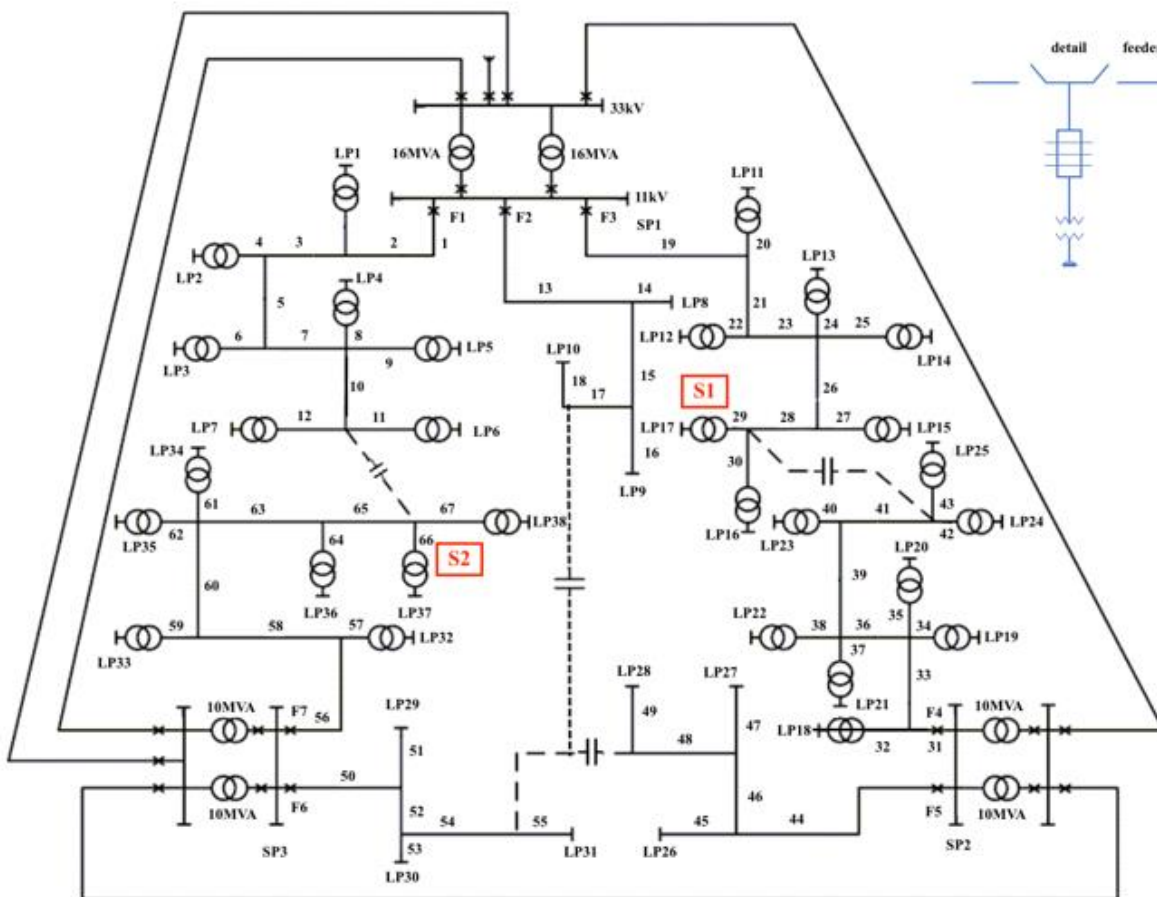 detail feeder
33kV
16MVA 16MVA
LP1
LP11
11kV
F1 F2 F3
SP1
4 3 2 1 19 20
LP2
LP4
LP13
13 14
LP8
5 21
6 7 8
LP5
LP12 22 23 24 25
LP3 9
LP14
LP10
10 15 26
18 17
S1
LP7 12 11 LP6
LP17 29 28 27 LP15
LP34
16
30
LP25
LP9
61 63 65 67
LP38
43
62 64 66
LP35
LP16
40 41
LP23
42
LP24
S2
LP20
60
LP36 LP37
39
35
LP22
59 58 57 LP32
38 36 34 LP19
LP33
37
33
LP28 LP27
LP29
LP21
10MVA F7
56
49 47
LP18
F4 10MVA
32 31
51
48
50
52 46
10MVA F6
F5 10MVA
54 55
45 44
SP3
53
LP31
LP26
SP2
LP30